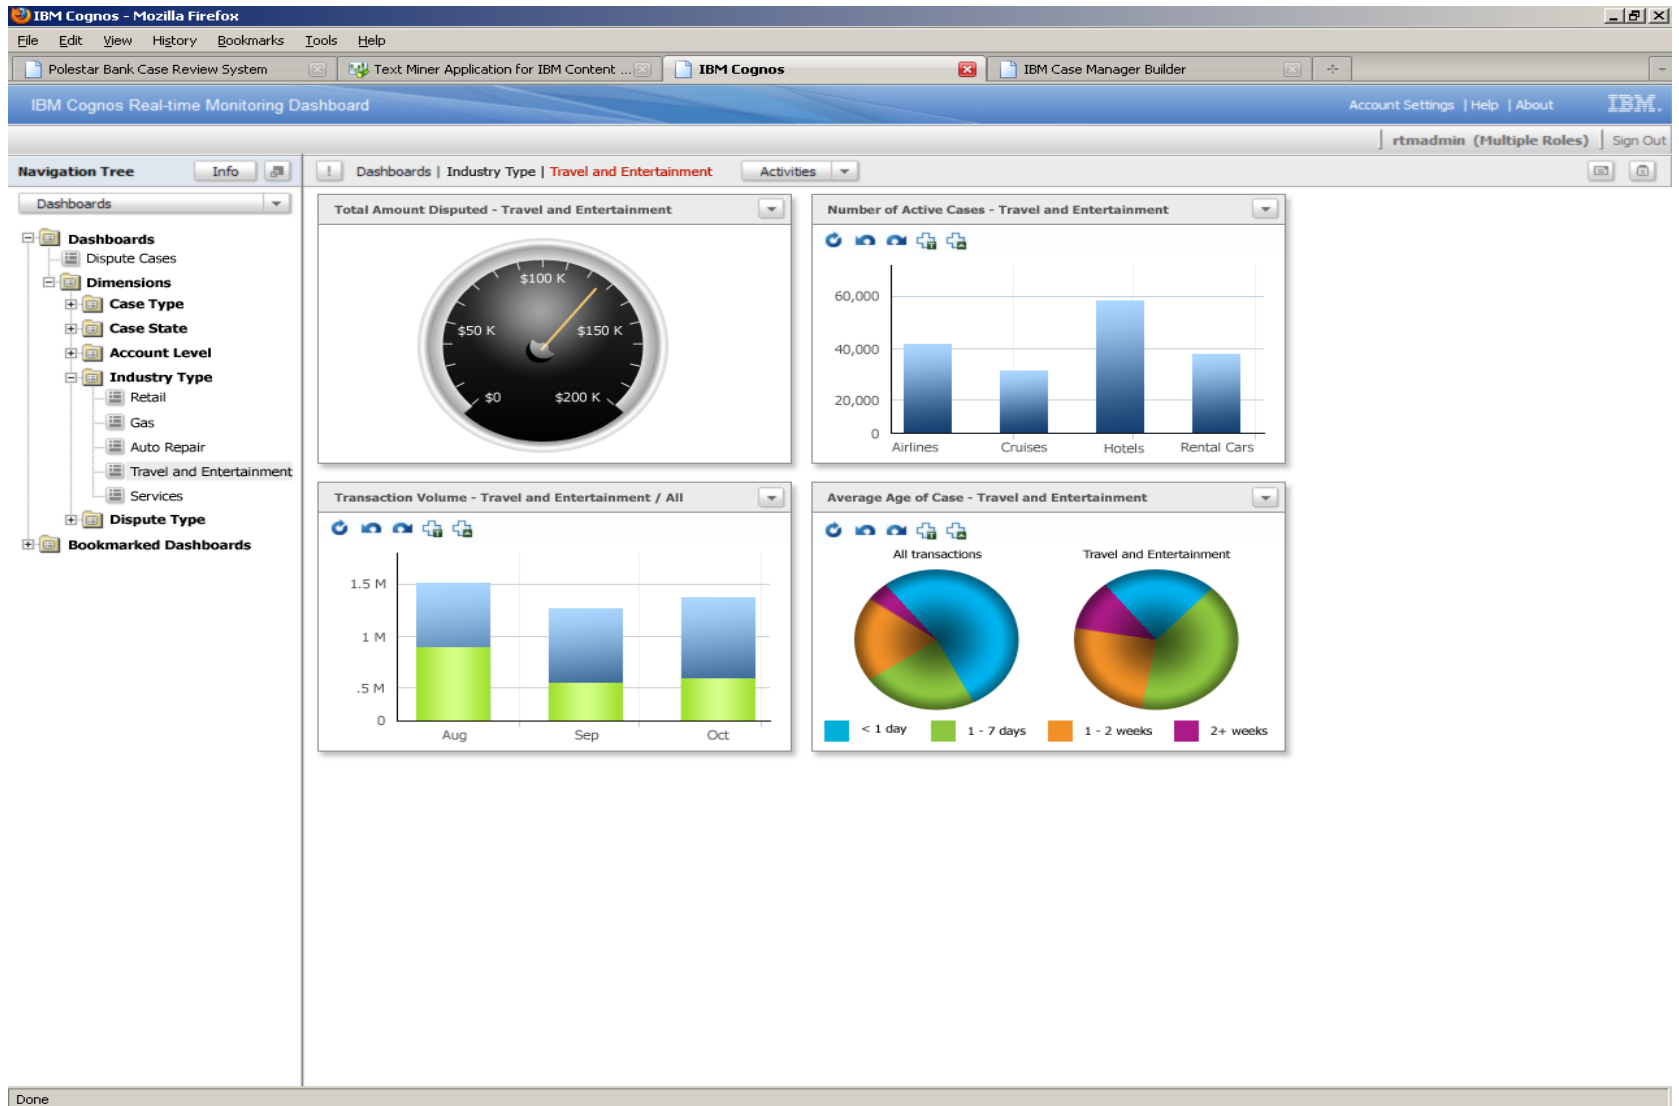 IBM Cognos - Mozilla Firefox
File Edit View History Bookmarks Tools Help
Polestar Bank Case Review System
Text Miner Application for IBM Content ...
IBM Cognos
IBM Case Manager Builder
IBM Cognos Real-time Monitoring Dashboard
Account Settings | Help | About
IBM.
rtmadmin (Multiple Roles)
Sign Out
Navigation Tree
Info
! Dashboards | Industry Type | Travel and Entertainment
Activities
Dashboards
Dashboards
Dispute Cases
Dimensions
Case Type
Case State
Account Level
Industry Type
Retail
Gas
Auto Repair
Travel and Entertainment
Services
Dispute Type
Bookmarked Dashboards
Total Amount Disputed - Travel and Entertainment
$100 K
$50 K
$150 K
$0
$200 K
Number of Active Cases - Travel and Entertainment
60,000
40,000
20,000
0
Airlines Cruises Hotels Rental Cars
Transaction Volume - Travel and Entertainment / All
1.5 M
1 M
.5 M
0
Aug Sep Oct
Average Age of Case - Travel and Entertainment
All transactions
Travel and Entertainment
< 1 day
1 - 7 days
1 - 2 weeks
2+ weeks
Done